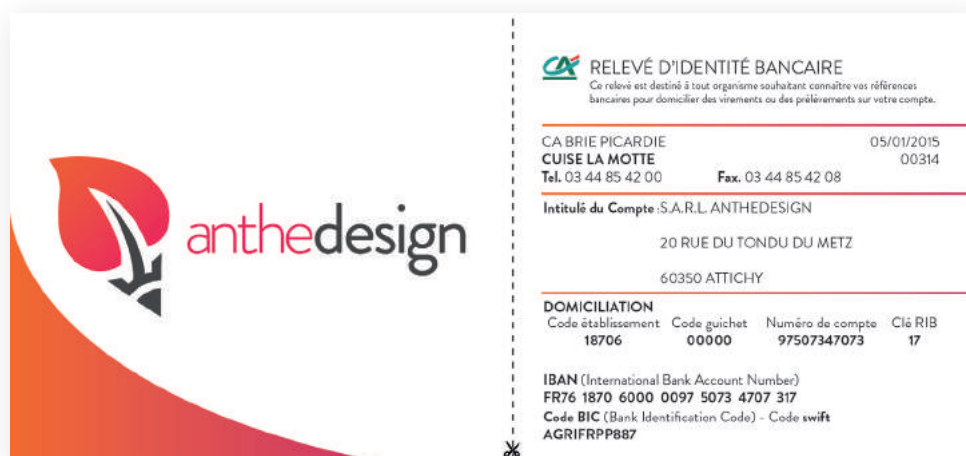 anthedesign
CA RELEVÉ D'IDENTITÉ BANCAIRE
Ce relevé est destiné à tout organisme souhaitant connaître vos références
bancaires pour domicilier des virements ou des prélèvements sur votre compte.
CA BRIE PICARDIE 05/01/2015
CUISE LA MOTTE 00314
Tel. 03 44 85 42 00 Fax. 03 44 85 42 08
Intitulé du Compte :S.A.R.L. ANTHEDESIGN
20 RUE DU TONDU DU METZ
60350 ATTICHY
DOMICILIATION
Code établissement Code guichet Numéro de compte Clé RIB
18706 00000 97507347073 17
IBAN (International Bank Account Number)
FR76 1870 6000 0097 5073 4707 317
Code BIC (Bank Identification Code) - Code swift
AGRIFRPP887